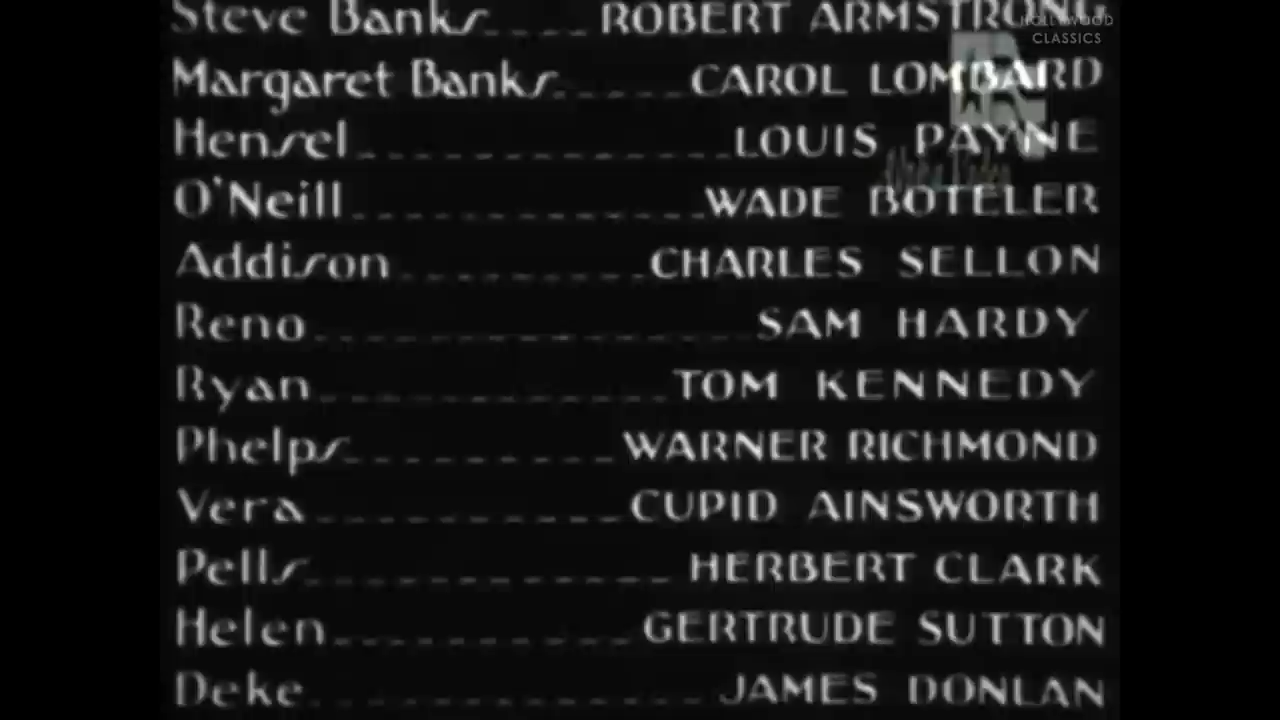 HOLLYWOOD
CLASSICS
Steve Banks.... ROBERT ARMSTRONG
Margaret Banks..... CAROL LOMBARD
Hensel............... LOUIS PAYNE
O'Neill.............. WADE BOTELER
Addison.......... CHARLES SELLON
Reno................. SAM HARDY
Ryan.............. TOM KENNEDY
Phelps........... WARNER RICHMOND
Vera............ CUPID AINSWORTH
Pells.............. HERBERT CLARK
Helen........... GERTRUDE SUTTON
Deke................ JAMES DONLAN